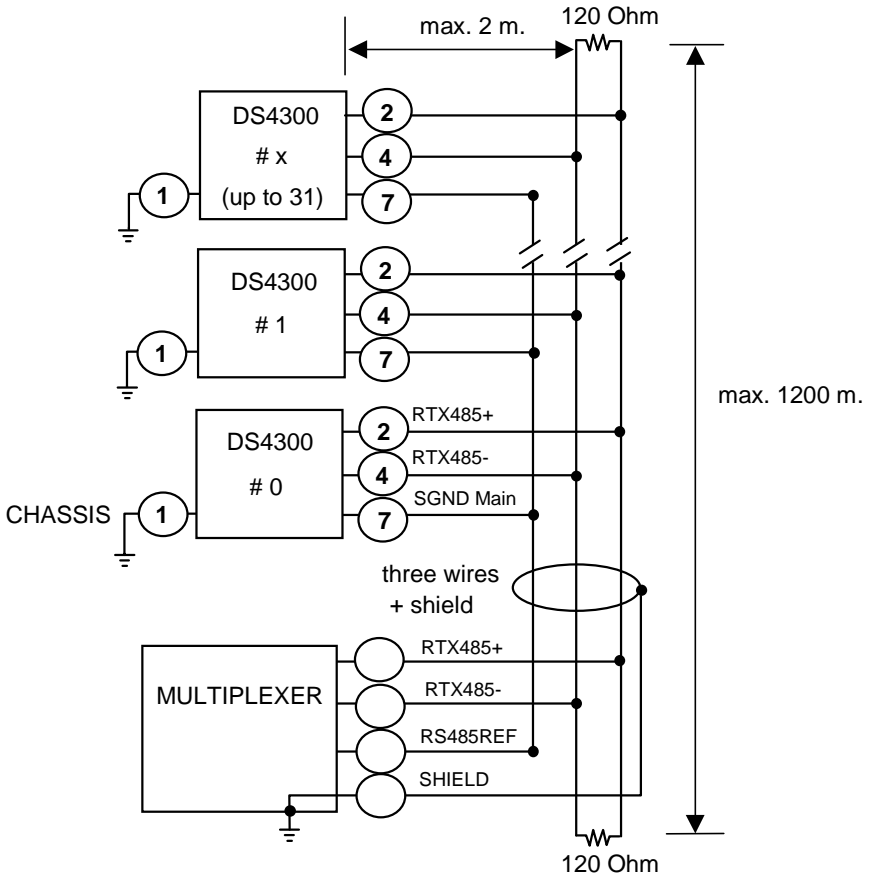 120 Ohm
max. 2 m.
DS4300
# x
(up to 31)
2
4
7
1
DS4300
# 1
2
4
7
1
max. 1200 m.
DS4300
# 0
2
RTX485+
4
RTX485-
7
SGND Main
CHASSIS
1
three wires
+ shield
MULTIPLEXER
RTX485+
RTX485-
RS485REF
SHIELD
120 Ohm